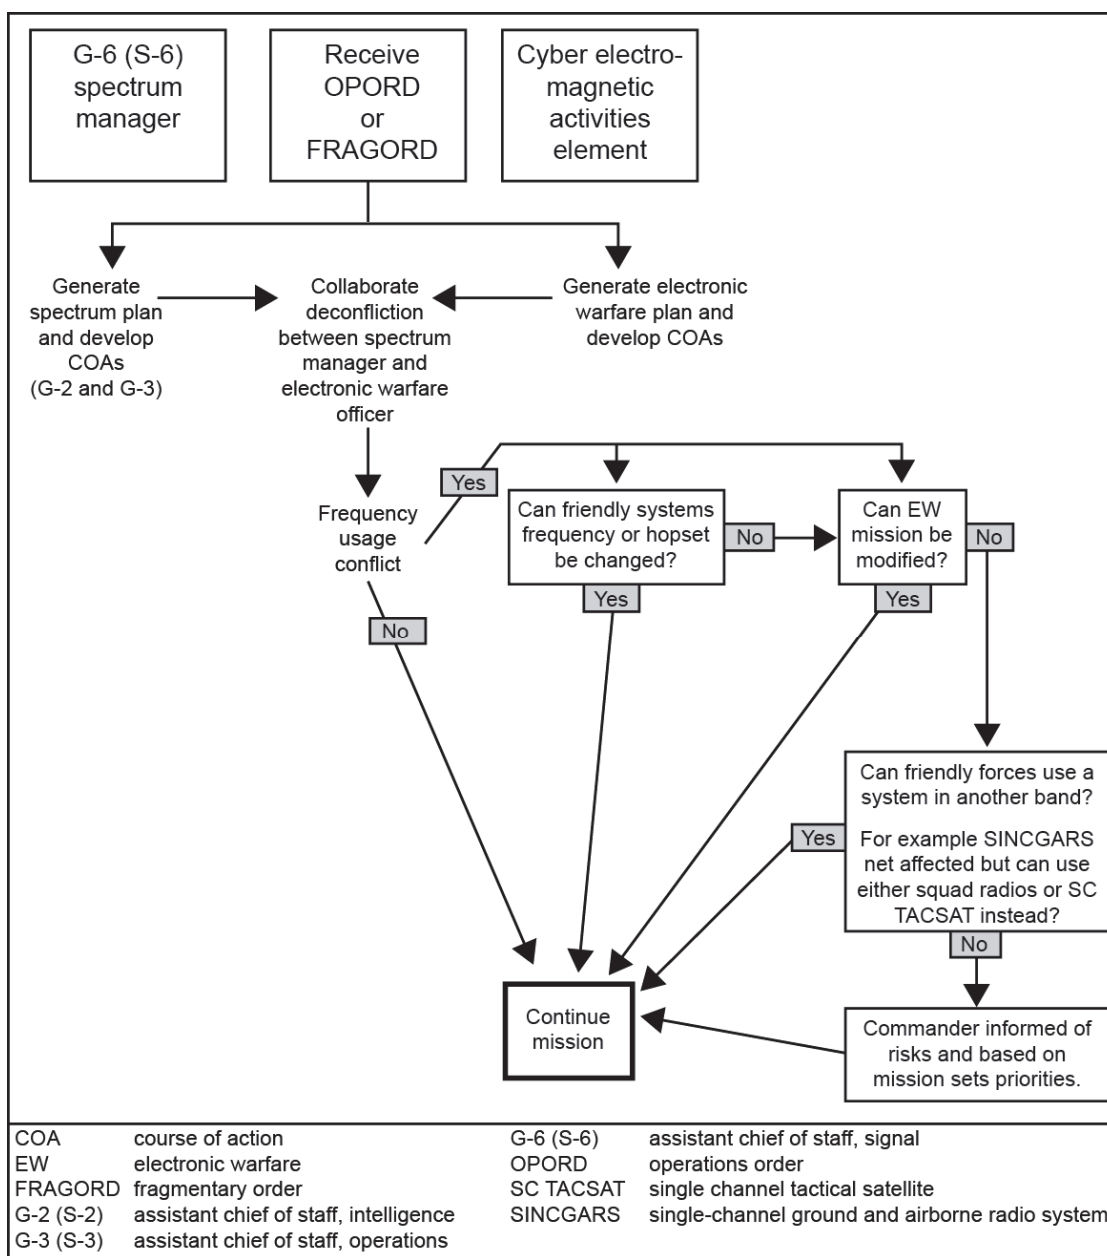 G-6 (S-6)
spectrum
manager
Receive
OPORD
or
FRAGORD
Cyber electro-
magnetic
activities
element
Generate
spectrum plan
and develop
COAs
(G-2 and G-3)
Collaborate
deconfliction
between spectrum
manager and
electronic warfare
officer
Generate electronic
warfare plan and
develop COAs
Frequency
usage
conflict
Yes
No
Can friendly systems
frequency or hopset
be changed?
No
Yes
Can EW
mission be
modified?
No
Yes
Can friendly forces use a
system in another band?
For example SINCGARS
net affected but can use
either squad radios or SC
TACSAT instead?
Yes
No
Continue
mission
Commander informed of
risks and based on
mission sets priorities.
COA course of action
EW electronic warfare
FRAGORD fragmentary order
G-2 (S-2) assistant chief of staff, intelligence
G-3 (S-3) assistant chief of staff, operations
G-6 (S-6) assistant chief of staff, signal
OPORD operations order
SC TACSAT single channel tactical satellite
SINCGARS single-channel ground and airborne radio system